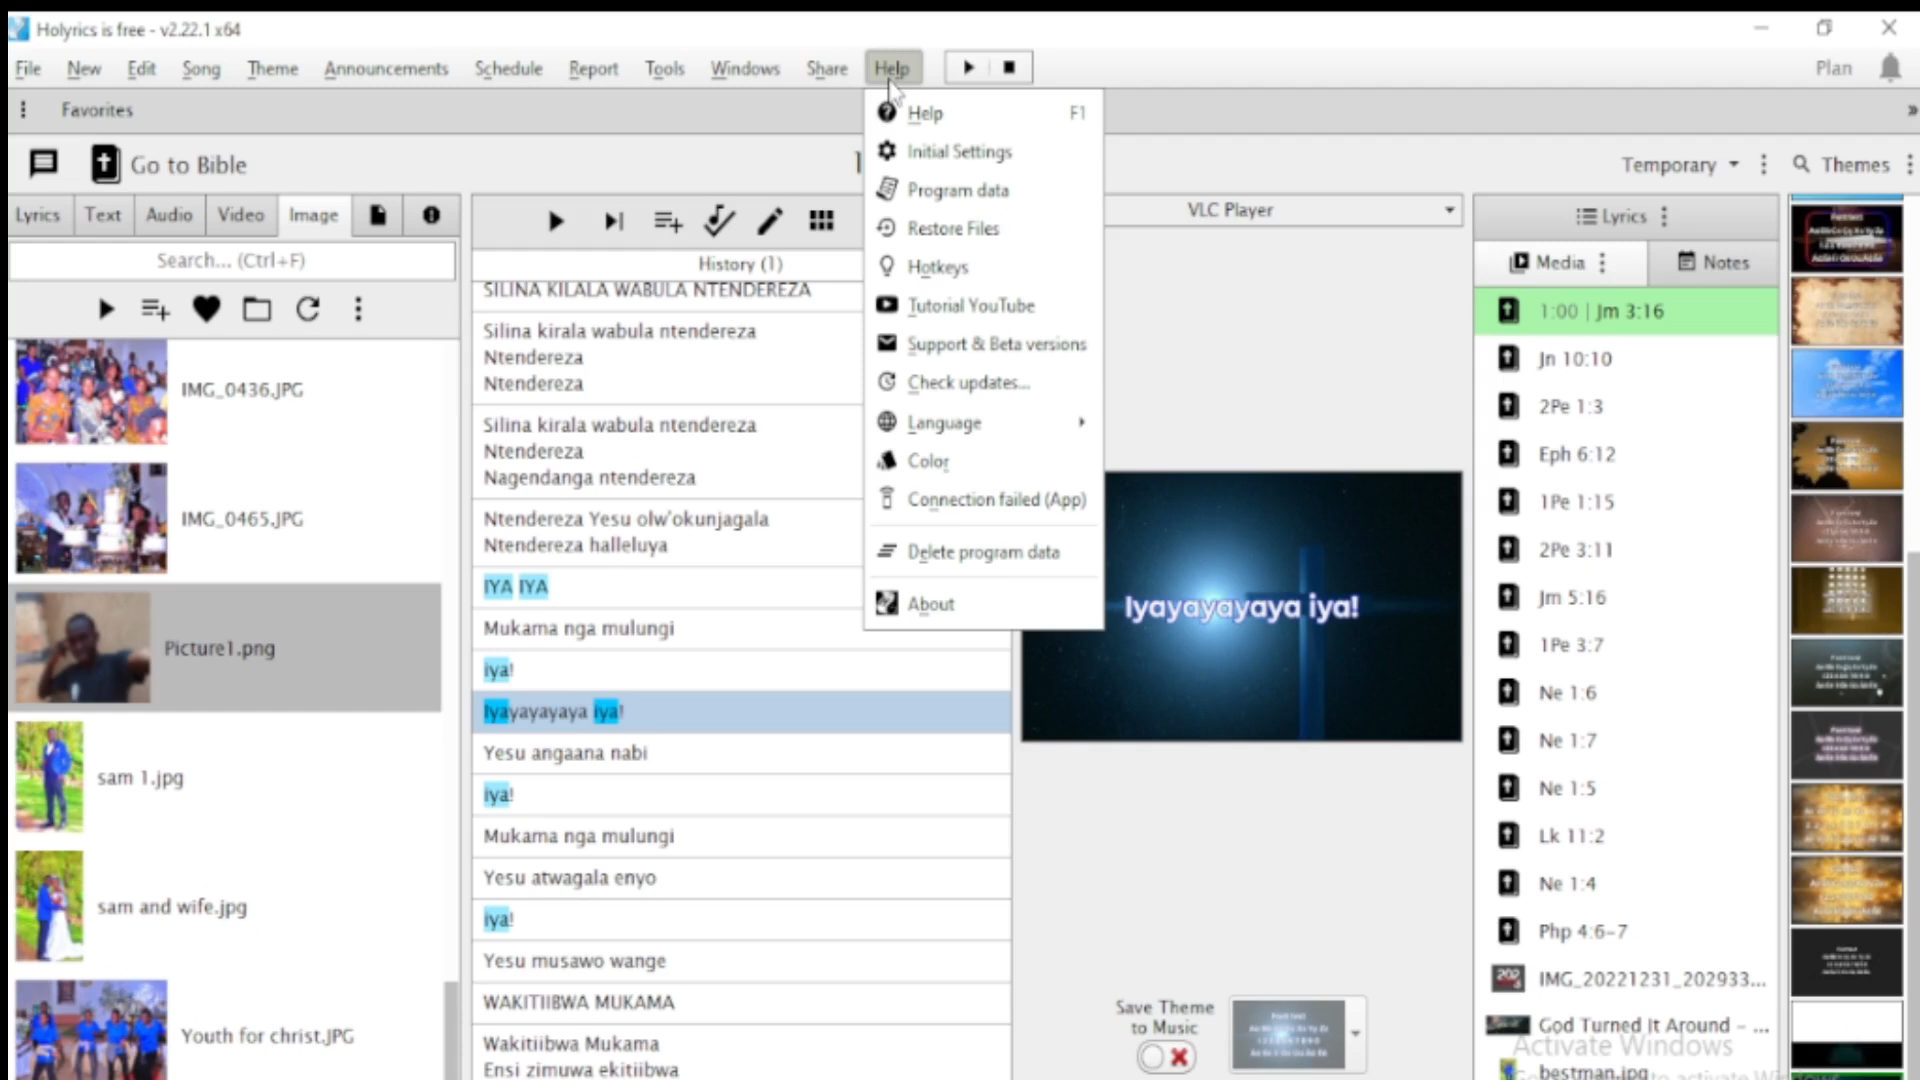 Holyrics is free - v2.22.1 x64
File New Edit Song Theme Announcements Schedule Report Tools Windows Share Help
Plan
Favorites
Go to Bible
Temporary
Themes
Lyrics Text Audio Video Image
Search... (Ctrl+F)
IMG_0436.JPG
IMG_0465.JPG
Picture1.png
sam 1.jpg
sam and wife.jpg
Youth for christ.JPG
History (1)
SILINA KILALA WABULA NTENDEREZA
Silina kirala wabula ntendereza
Ntendereza
Ntendereza
Silina kirala wabula ntendereza
Ntendereza
Nagendanga ntendereza
Ntendereza Yesu olw'okunjagala
Ntendereza halleluya
IYA IYA
Mukama nga mulungi
iya!
Iyayayayaya iya!
Yesu angaana nabi
iya!
Mukama nga mulungi
Yesu atwagala enyo
iya!
Yesu musawo wange
WAKITIIBWA MUKAMA
Wakitiibwa Mukama
Ensi zimuwa ekitiibwa
Help F1
Initial Settings
Program data
Restore Files
Hotkeys
Tutorial YouTube
Support & Beta versions
Check updates...
Language
Color
Connection failed (App)
Delete program data
About
VLC Player
Iyayayayaya iya!
Save Theme
to Music
Lyrics
Media Notes
1:00 | Jm 3:16
Jn 10:10
2Pe 1:3
Eph 6:12
1Pe 1:15
2Pe 3:11
Jm 5:16
1Pe 3:7
Ne 1:6
Ne 1:7
Ne 1:5
Lk 11:2
Ne 1:4
Php 4:6-7
IMG_20221231_202933...
God Turned It Around - ...
bestman.jpg
Activate Windows